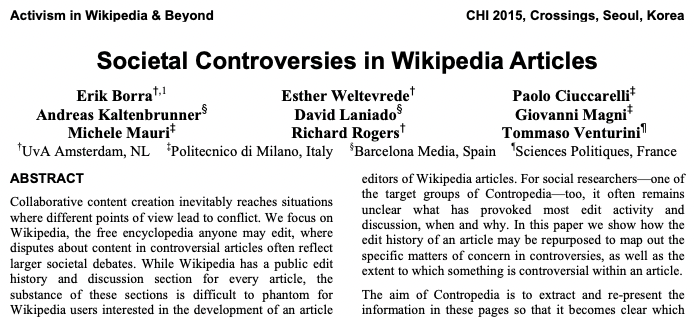 Activism in Wikipedia & Beyond
CHI 2015, Crossings, Seoul, Korea
Societal Controversies in Wikipedia Articles
Erik Borra†,1
Esther Weltevrede†
Paolo Ciuccarelli‡
Andreas Kaltenbrunner§
David Laniado§
Giovanni Magni‡
Michele Mauri‡
Richard Rogers†
Tommaso Venturini¶
†UvA Amsterdam, NL ‡Politecnico di Milano, Italy §Barcelona Media, Spain ¶Sciences Politiques, France
ABSTRACT
Collaborative content creation inevitably reaches situations
where different points of view lead to conflict. We focus on
Wikipedia, the free encyclopedia anyone may edit, where
disputes about content in controversial articles often reflect
larger societal debates. While Wikipedia has a public edit
history and discussion section for every article, the
substance of these sections is difficult to phantom for
Wikipedia users interested in the development of an article
editors of Wikipedia articles. For social researchers—one of
the target groups of Contropedia—too, it often remains
unclear what has provoked most edit activity and
discussion, when and why. In this paper we show how the
edit history of an article may be repurposed to map out the
specific matters of concern in controversies, as well as the
extent to which something is controversial within an article.
The aim of Contropedia is to extract and re-present the
information in these pages so that it becomes clear which